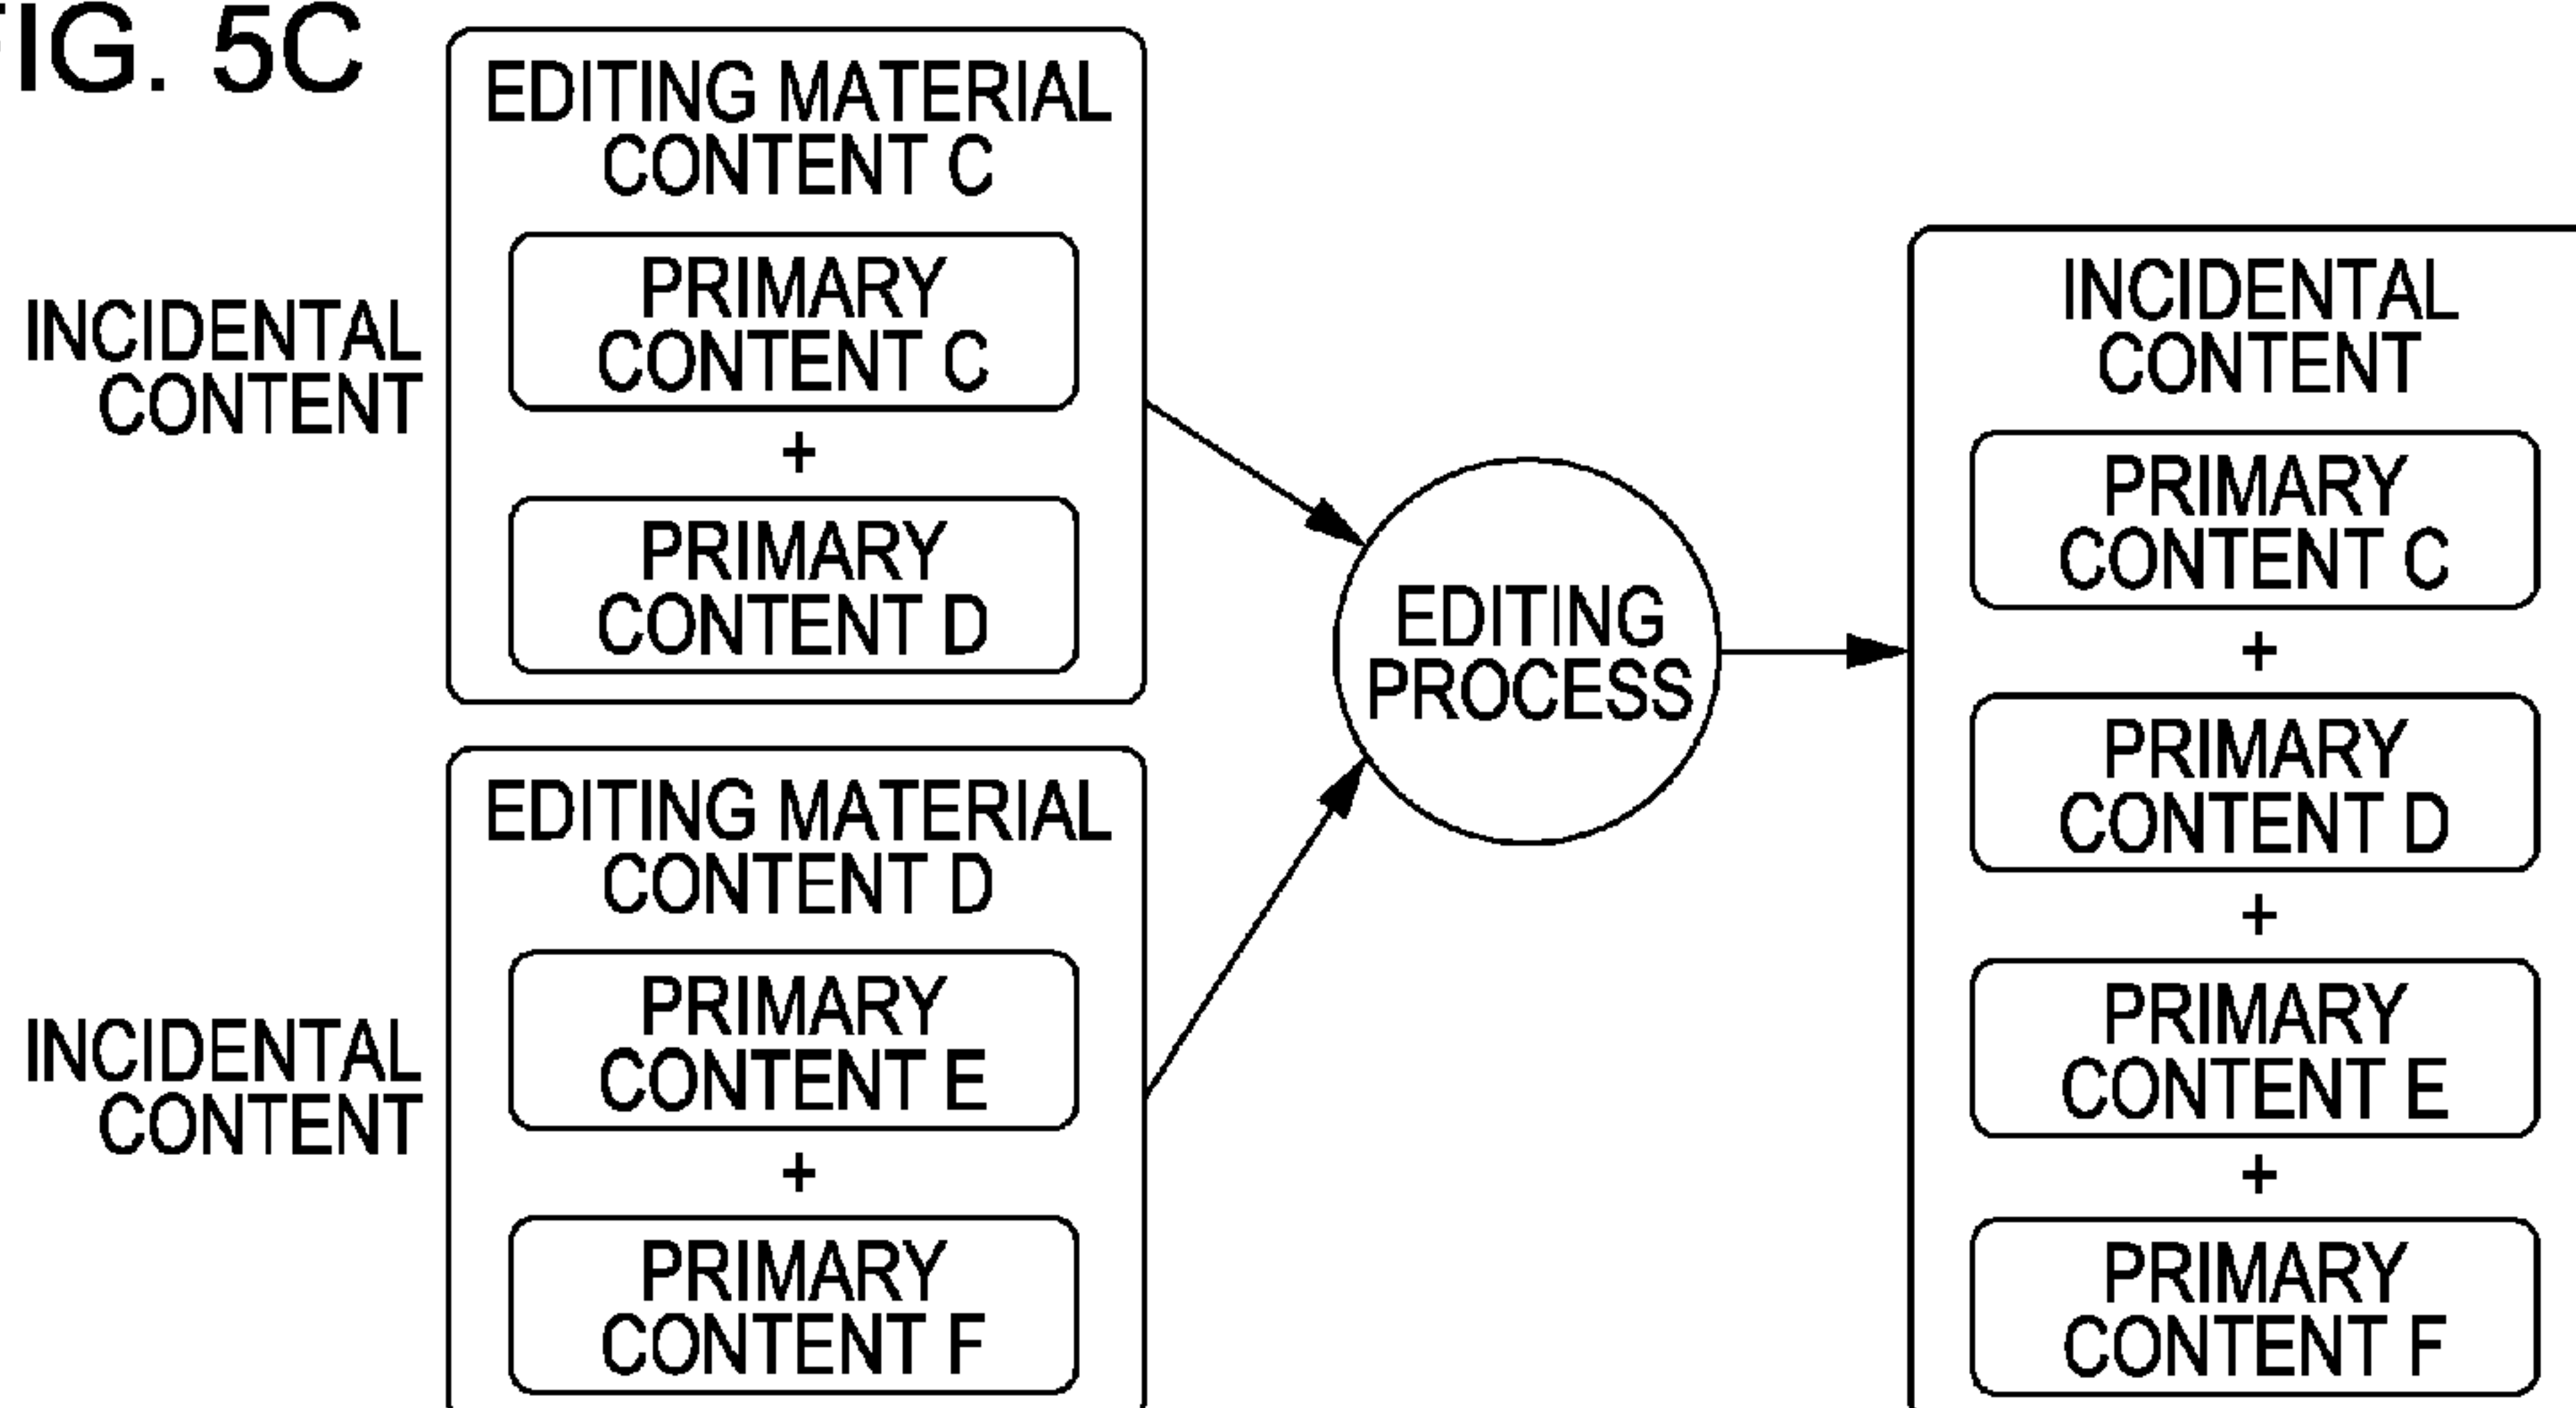 FIG. 5C
EDITING MATERIAL
CONTENT C
INCIDENTAL
CONTENT
PRIMARY
CONTENT C
+
PRIMARY
CONTENT D
EDITING MATERIAL
CONTENT D
INCIDENTAL
CONTENT
PRIMARY
CONTENT E
+
PRIMARY
CONTENT F
EDITING
PROCESS
INCIDENTAL
CONTENT
PRIMARY
CONTENT C
+
PRIMARY
CONTENT D
+
PRIMARY
CONTENT E
+
PRIMARY
CONTENT F